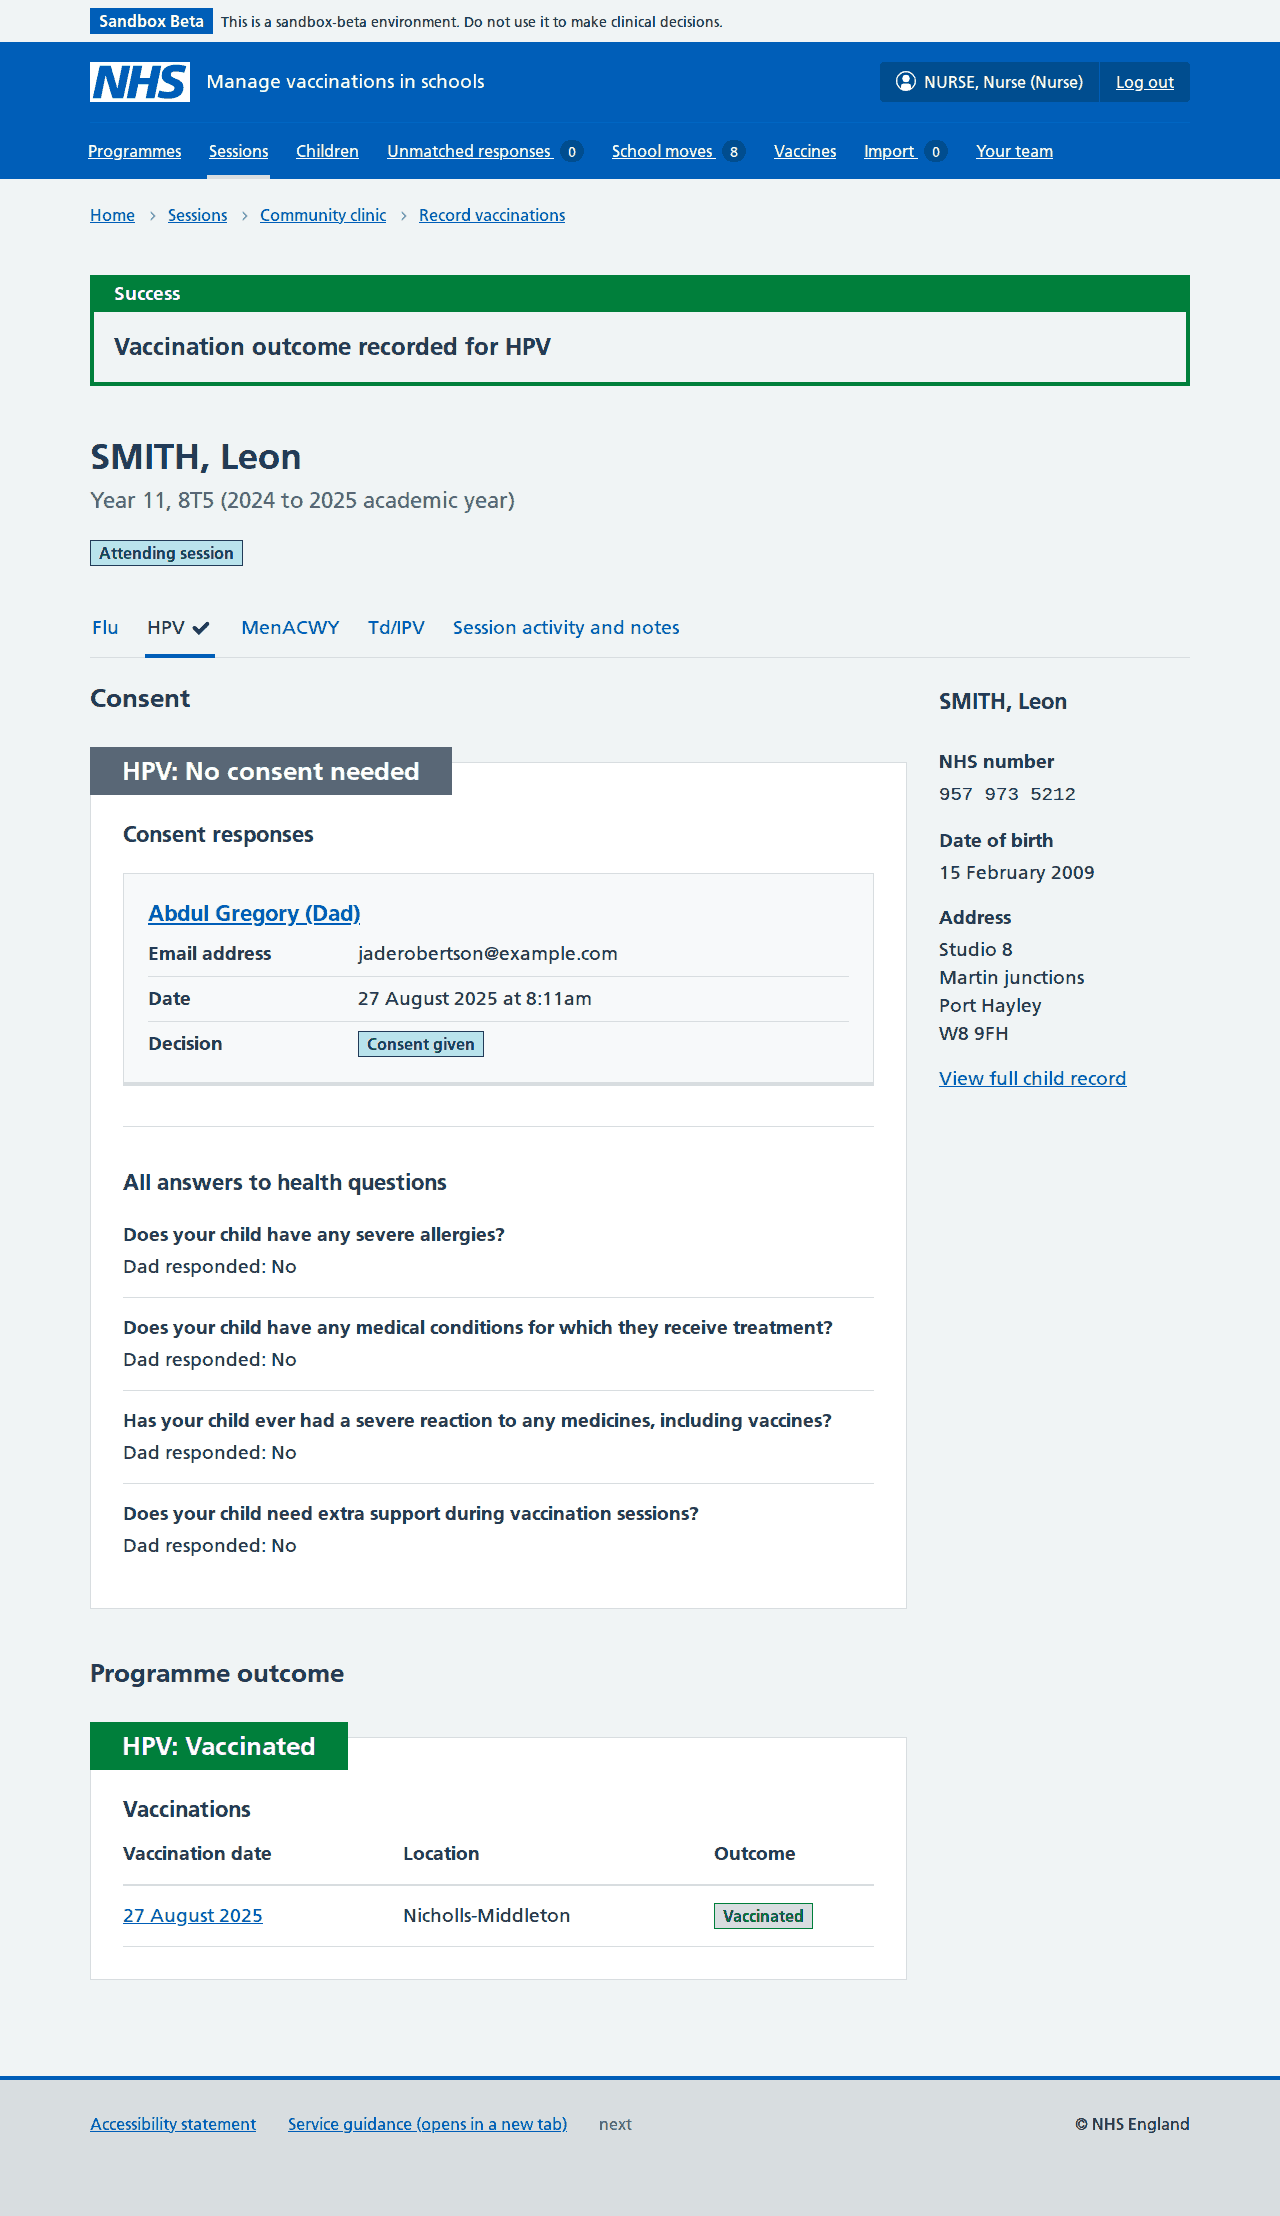 Sandbox Beta This is a sandbox-beta environment. Do not use it to make clinical decisions.
NHS Manage vaccinations in schools NURSE, Nurse (Nurse) Log out
Programmes Sessions Children Unmatched responses 0 School moves 8 Vaccines Import 0 Your team
Home Sessions Community clinic Record vaccinations
Success
Vaccination outcome recorded for HPV
SMITH, Leon
Year 11, 8T5 (2024 to 2025 academic year)
Attending session
Flu HPV MenACWY Td/IPV Session activity and notes
Consent
HPV: No consent needed
Consent responses
Abdul Gregory (Dad)
Email address jaderobertson@example.com
Date 27 August 2025 at 8:11am
Decision Consent given
All answers to health questions
Does your child have any severe allergies?
Dad responded: No
Does your child have any medical conditions for which they receive treatment?
Dad responded: No
Has your child ever had a severe reaction to any medicines, including vaccines?
Dad responded: No
Does your child need extra support during vaccination sessions?
Dad responded: No
SMITH, Leon
NHS number
957 973 5212
Date of birth
15 February 2009
Address
Studio 8
Martin junctions
Port Hayley
W8 9FH
View full child record
Programme outcome
HPV: Vaccinated
Vaccinations
Vaccination date Location Outcome
27 August 2025 Nicholls-Middleton Vaccinated
Accessibility statement Service guidance (opens in a new tab) next © NHS England